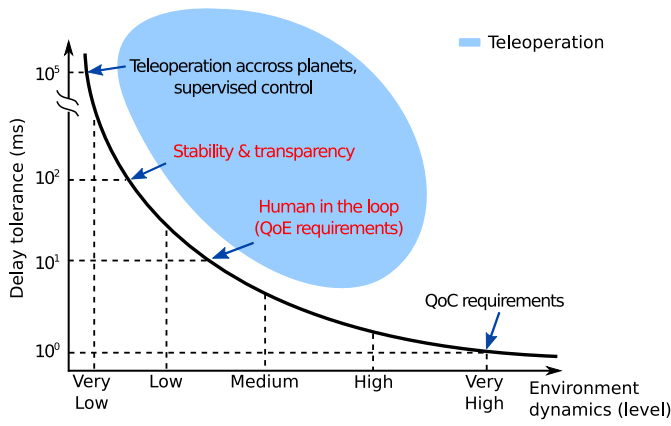 Teleoperation
Teleoperation accross planets,
supervised control
Stability & transparency
Human in the loop
(QoE requirements)
QoC requirements
Delay tolerance (ms)
10⁵
10²
10¹
10⁰
Very
Low
Low
Medium
High
Very
High
Environment
dynamics (level)